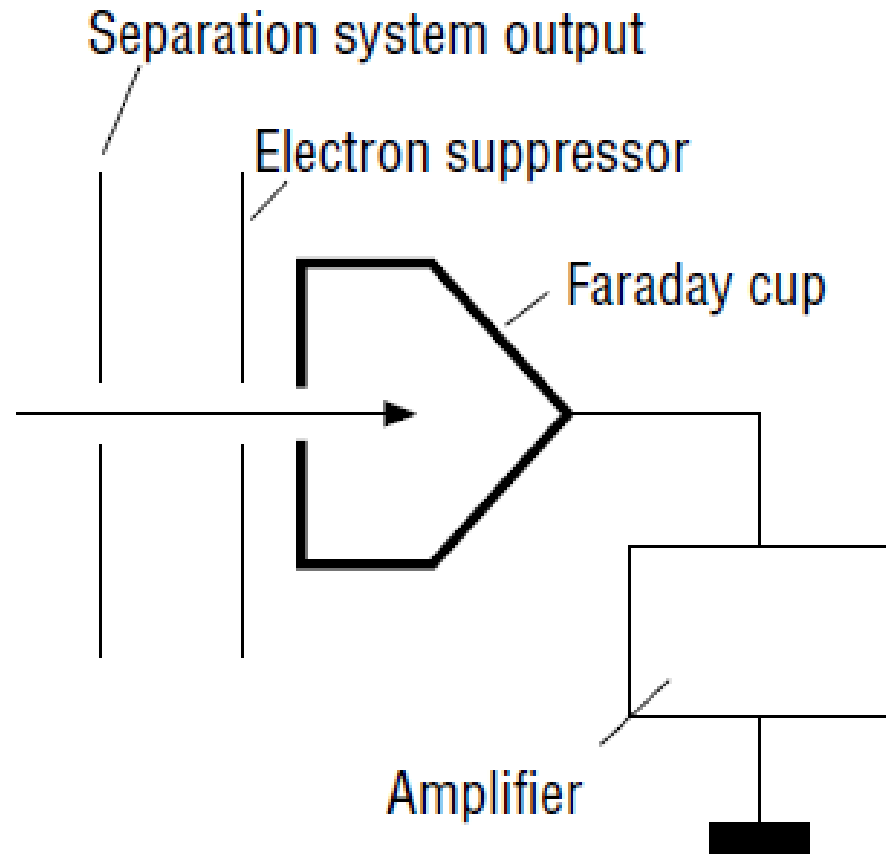 Separation system output
Electron suppressor
Faraday cup
Amplifier